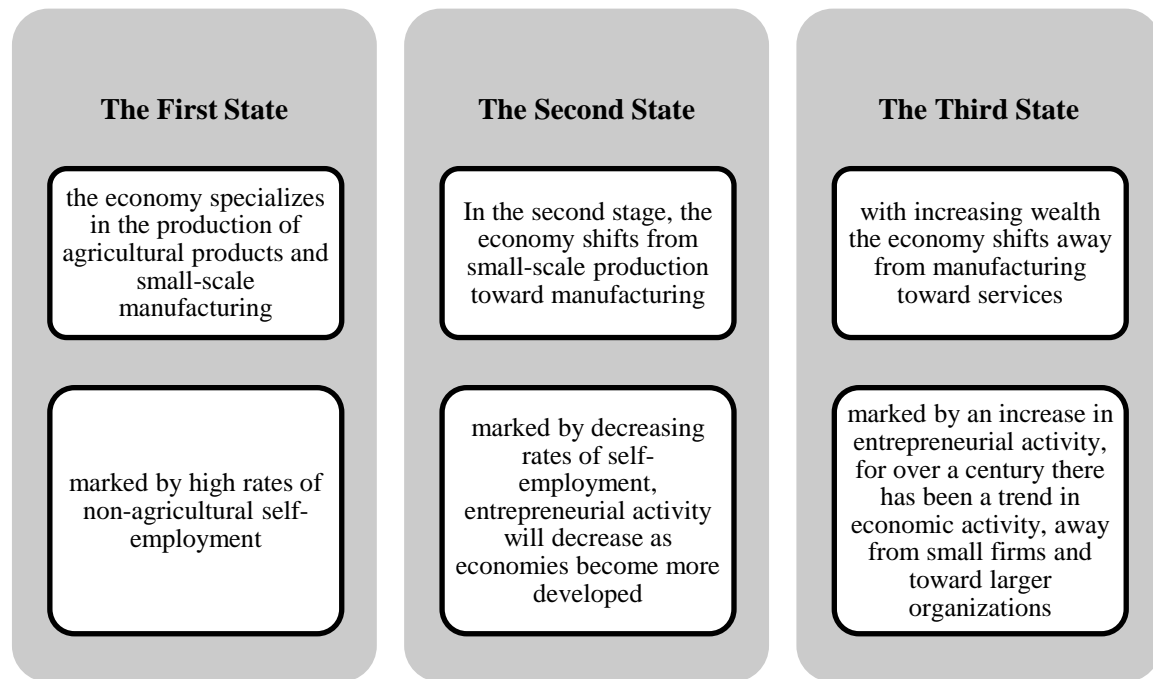 The First State
the economy specializes
in the production of
agricultural products and
small-scale
manufacturing
marked by high rates of
non-agricultural self-
employment
The Second State
In the second stage, the
economy shifts from
small-scale production
toward manufacturing
marked by decreasing
rates of self-
employment,
entrepreneurial activity
will decrease as
economies become more
developed
The Third State
with increasing wealth
the economy shifts away
from manufacturing
toward services
marked by an increase in
entrepreneurial activity,
for over a century there
has been a trend in
economic activity, away
from small firms and
toward larger
organizations